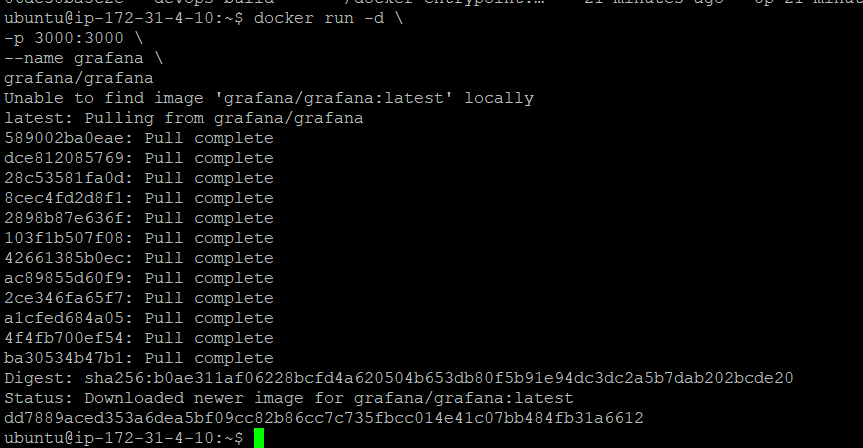 ubuntu@ip-172-31-4-10:~$ docker run -d \
-p 3000:3000 \
--name grafana \
grafana/grafana
Unable to find image 'grafana/grafana:latest' locally
latest: Pulling from grafana/grafana
589002ba0eae: Pull complete
dce812085769: Pull complete
28c53581fa0d: Pull complete
8cec4fd2d8f1: Pull complete
2898b87e636f: Pull complete
103f1b507f08: Pull complete
42661385b0ec: Pull complete
ac89855d60f9: Pull complete
2ce346fa65f7: Pull complete
a1cfed684a05: Pull complete
4f4fb700ef54: Pull complete
ba30534b47b1: Pull complete
Digest: sha256:b0ae311af06228bcfd4a620504b653db80f5b91e94dc3dc2a5b7dab202bcde20
Status: Downloaded newer image for grafana/grafana:latest
dd7889aced353a6dea5bf09cc82b86cc7c735fbcc014e41c07bb484fb31a6612
ubuntu@ip-172-31-4-10:~$